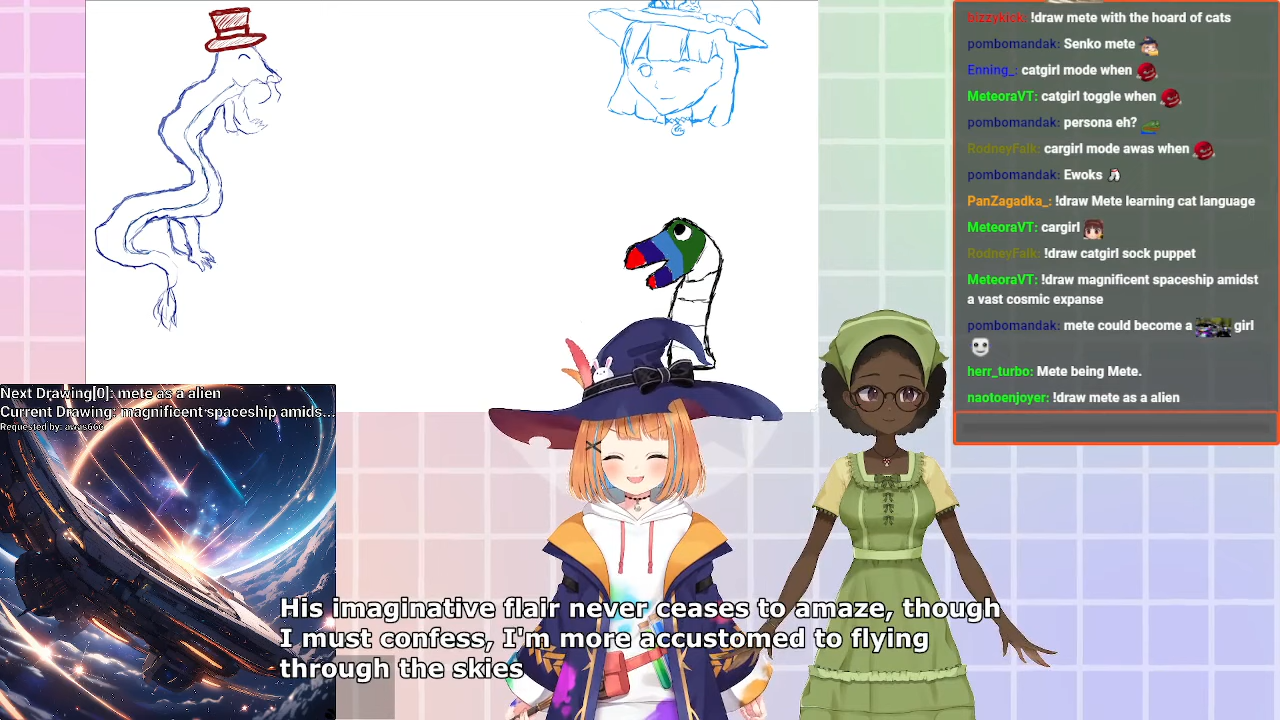 bizzykick: !draw mete with the hoard of cats
pombomandak: Senko mete
Enning_: catgirl mode when
MeteoraVT: catgirl toggle when
pombomandak: persona eh?
RodneyFalk: cargirl mode awas when
pombomandak: Ewoks
PanZagadka_: !draw Mete learning cat language
MeteoraVT: cargirl
RodneyFalk: !draw catgirl sock puppet
MeteoraVT: !draw magnificent spaceship amidst
a vast cosmic expanse
pombomandak: mete could become a girl
herr_turbo: Mete being Mete.
naotoenjoyer: !draw mete as a alien
Next Drawing[0]: mete as a alien
Current Drawing: magnificent spaceship amids...
Requested by: awas666
His imaginative flair never ceases to amaze, though
I must confess, I'm more accustomed to flying
through the skies